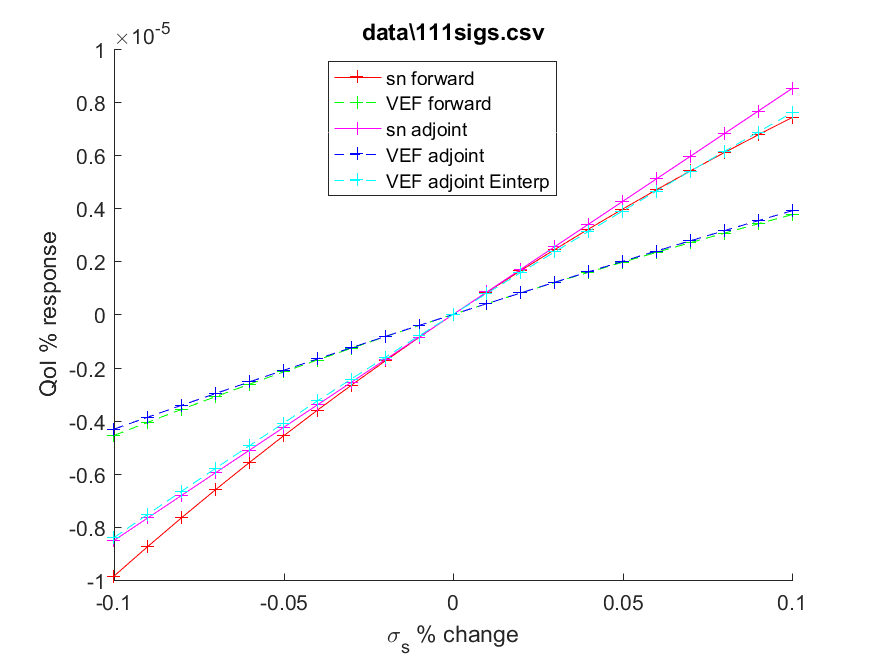 data\111sigs.csv
×10⁻⁵
sn forward
VEF forward
sn adjoint
VEF adjoint
VEF adjoint Einterp
1
0.8
0.6
0.4
0.2
0
-0.2
-0.4
-0.6
-0.8
-1
QoI % response
-0.1 -0.05 0 0.05 0.1
σₛ % change